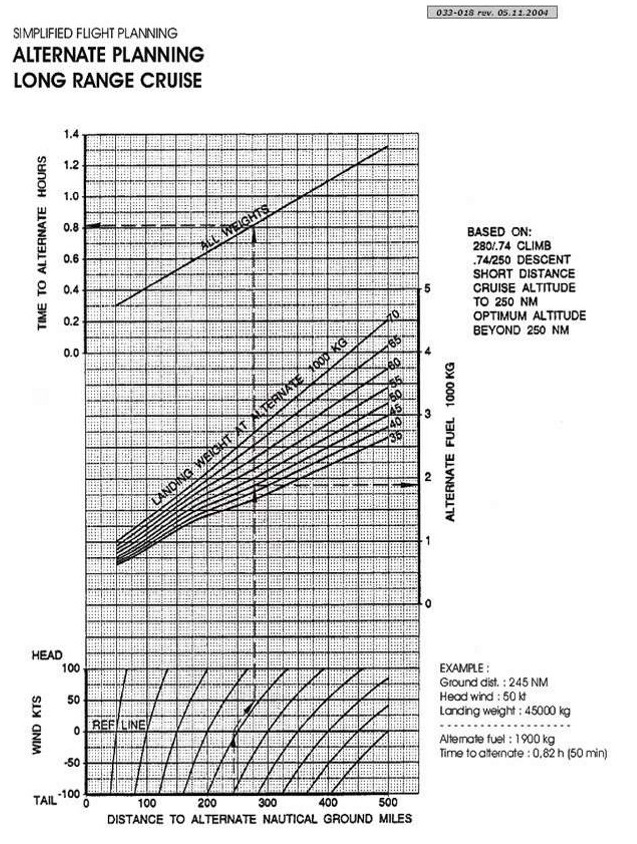 033-018 rev. 05.11.2004
SIMPLIFIED FLIGHT PLANNING
ALTERNATE PLANNING
LONG RANGE CRUISE
1.4
1.2
1.0
0.8
0.6
0.4
0.2
0.0
TIME TO ALTERNATE HOURS
ALL WEIGHTS
BASED ON:
280/.74 CLIMB
.74/250 DESCENT
SHORT DISTANCE
CRUISE ALTITUDE
TO 250 NM
OPTIMUM ALTITUDE
BEYOND 250 NM
LANDING WEIGHT AT ALTERNATE 1000 KG
70
65
60
55
50
45
40
35
5
4
3
2
1
0
ALTERNATE FUEL 1000 KG
HEAD
100
50
0
-50
-100
TAIL
WIND KTS
REF LINE
0 100 200 300 400 500
DISTANCE TO ALTERNATE NAUTICAL GROUND MILES
EXAMPLE :
Ground dist. : 245 NM
Head wind : 50 kt
Landing weight : 45000 kg
- - - - - - - - - - - - - - - - - - - -
Alternate fuel : 1900 kg
Time to alternate : 0,82 h (50 min)